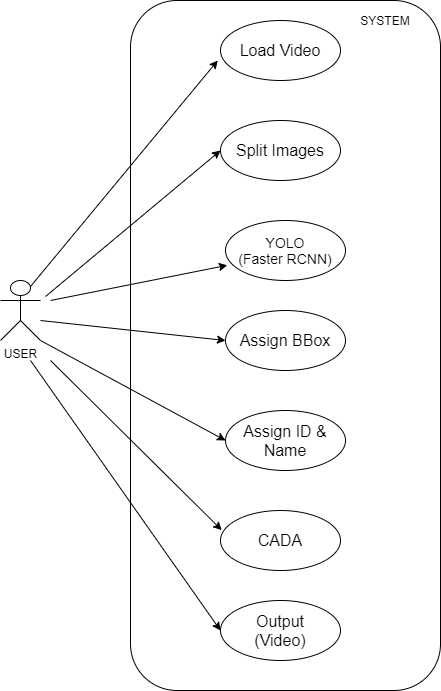 SYSTEM
Load Video
Split Images
YOLO
(Faster RCNN)
USER
Assign BBox
Assign ID &
Name
CADA
Output
(Video)